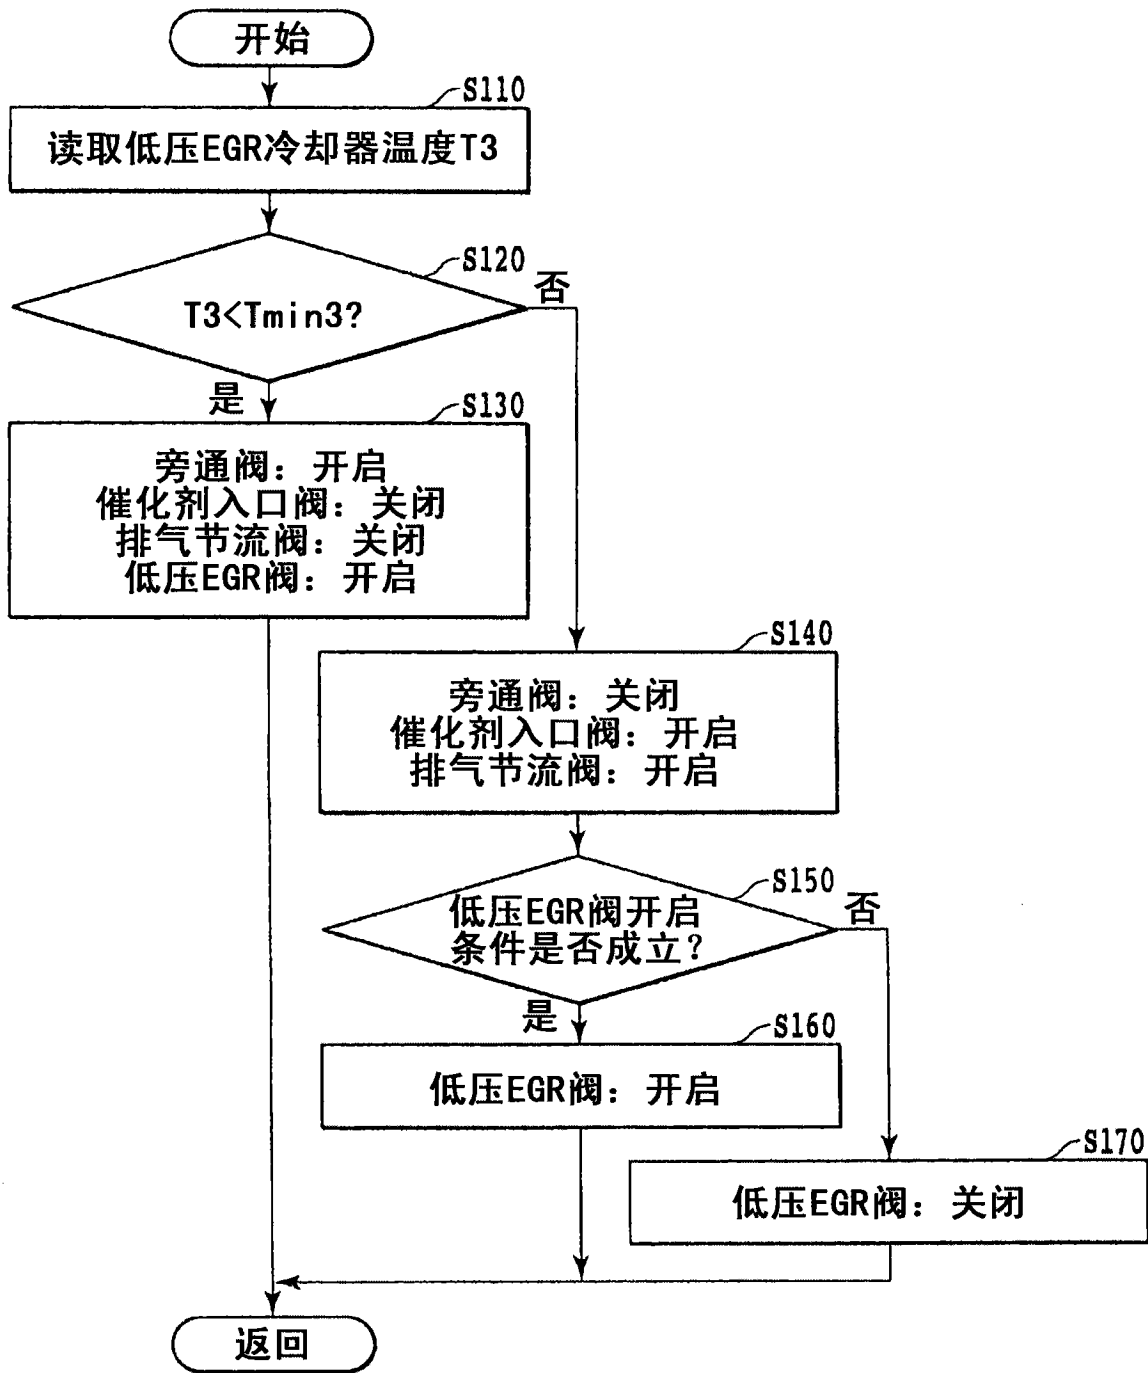 开始
S110
读取低压EGR冷却器温度T3
S120
T3<Tmin3?
否
是
S130
旁通阀：开启
催化剂入口阀：关闭
排气节流阀：关闭
低压EGR阀：开启
S140
旁通阀：关闭
催化剂入口阀：开启
排气节流阀：开启
S150
低压EGR阀开启
条件是否成立？
否
是
S160
低压EGR阀：开启
S170
低压EGR阀：关闭
返回